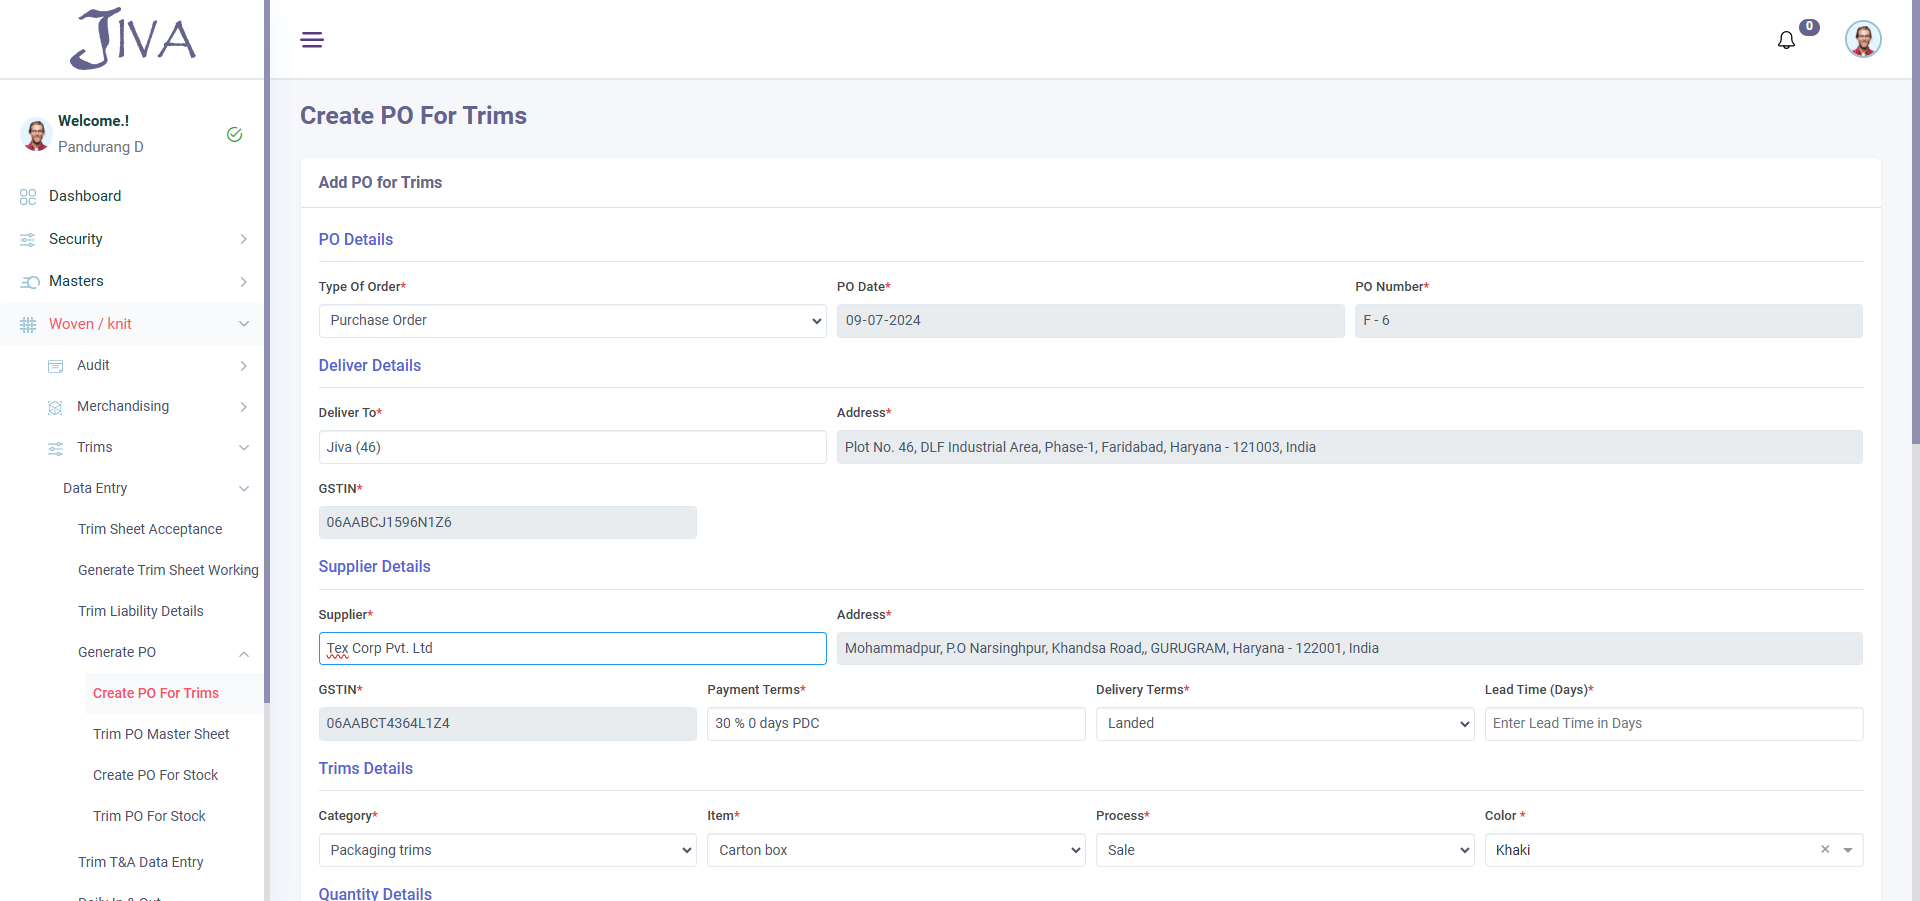 JIVA
0
Welcome.!
Pandurang D
Dashboard
Security
Masters
Woven / knit
Audit
Merchandising
Trims
Data Entry
Trim Sheet Acceptance
Generate Trim Sheet Working
Trim Liability Details
Generate PO
Create PO For Trims
Trim PO Master Sheet
Create PO For Stock
Trim PO For Stock
Trim T&A Data Entry
Daily In & Out
Create PO For Trims
Add PO for Trims
PO Details
Type Of Order* PO Date* PO Number*
Purchase Order 09-07-2024 F - 6
Deliver Details
Deliver To* Address*
Jiva (46) Plot No. 46, DLF Industrial Area, Phase-1, Faridabad, Haryana - 121003, India
GSTIN*
06AABCJ1596N1Z6
Supplier Details
Supplier* Address*
Tex Corp Pvt. Ltd Mohammadpur, P.O Narsinghpur, Khandsa Road,, GURUGRAM, Haryana - 122001, India
GSTIN* Payment Terms* Delivery Terms* Lead Time (Days)*
06AABCT4364L1Z4 30 % 0 days PDC Landed Enter Lead Time in Days
Trims Details
Category* Item* Process* Color *
Packaging trims Carton box Sale Khaki ×
Quantity Details